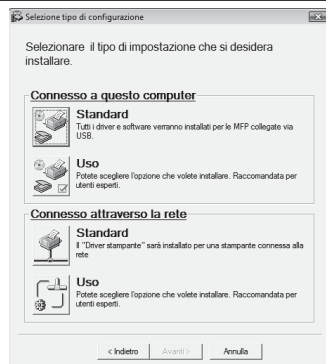 Selezione tipo di configurazione
Selezionare il tipo di impostazione che si desidera
installare.
Connesso a questo computer
Standard
Tutti i driver e software verranno installati per le MFP collegate via
USB.
Uso
Potete scegliere l'opzione che volete installare. Raccomandata per
utenti esperti.
Connesso attraverso la rete
Standard
Il "Driver stampante" sarà installato per una stampante connessa alla
rete
Uso
Potete scegliere l'opzione che volete installare. Raccomandata per
utenti esperti.
< Indietro Avanti > Annulla